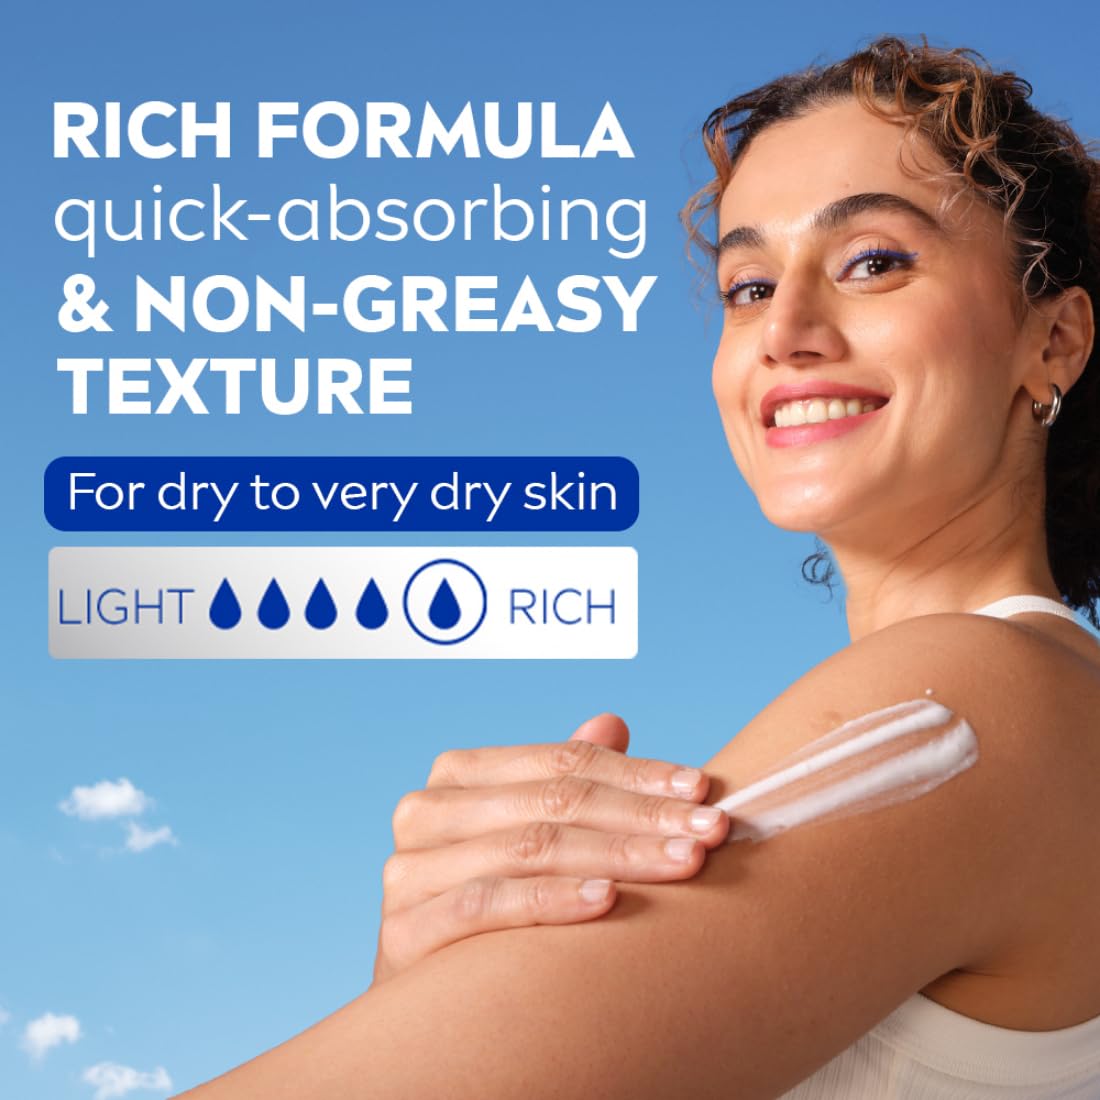 RICH FORMULA
quick-absorbing
& NON-GREASY
TEXTURE
For dry to very dry skin
LIGHT RICH